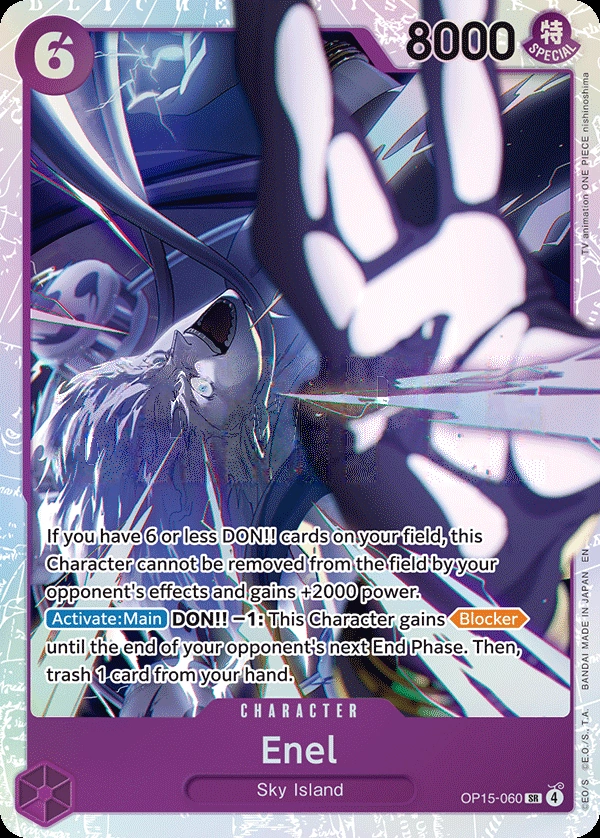 6
8000
特
SPECIAL
TV animation ONE PIECE nishinoshima
If you have 6 or less DON!! cards on your field, this
Character cannot be removed from the field by your
opponent's effects and gains +2000 power.
Activate:Main DON!! −1: This Character gains Blocker
until the end of your opponent's next End Phase. Then,
trash 1 card from your hand.
CHARACTER
Enel
Sky Island
OP15-060 SR 4
©EO/S ©E.O./S., T.A. BANDAI MADE IN JAPAN EN